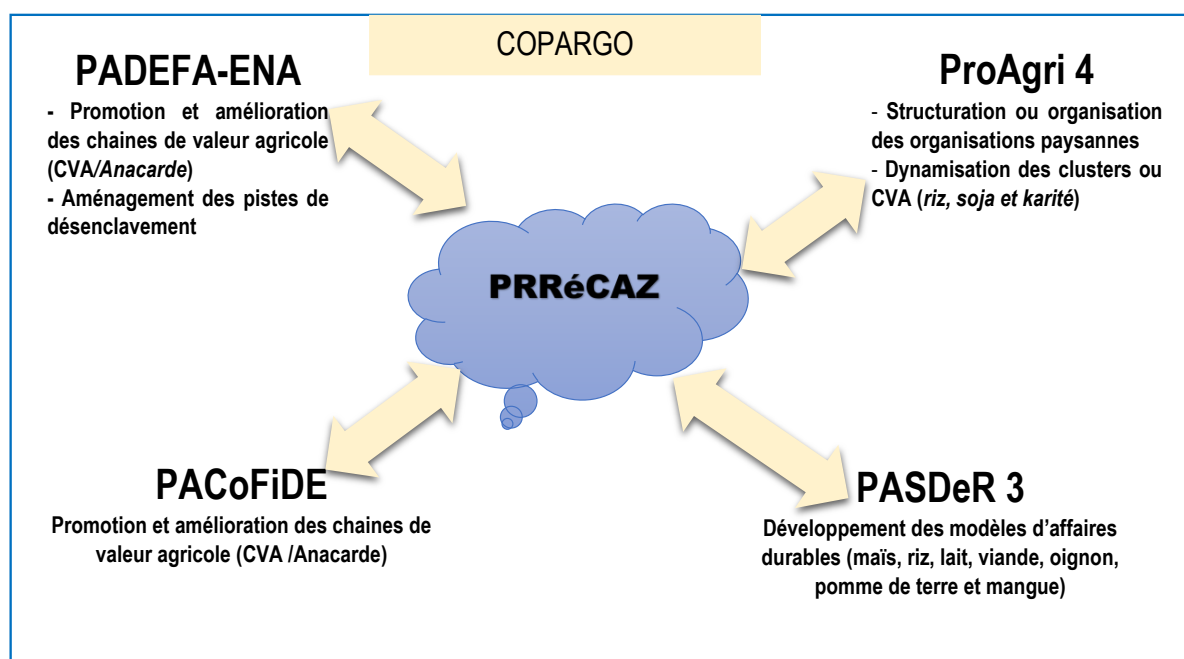 COPARGO
PADEFA-ENA
- Promotion et amélioration
des chaines de valeur agricole
(CVA/Anacarde)
- Aménagement des pistes de
désenclavement
ProAgri 4
- Structuration ou organisation
des organisations paysannes
- Dynamisation des clusters ou
CVA (riz, soja et karité)
PRRéCAZ
PACoFiDE
Promotion et amélioration des chaines de
valeur agricole (CVA /Anacarde)
PASDeR 3
Développement des modèles d’affaires
durables (maïs, riz, lait, viande, oignon,
pomme de terre et mangue)